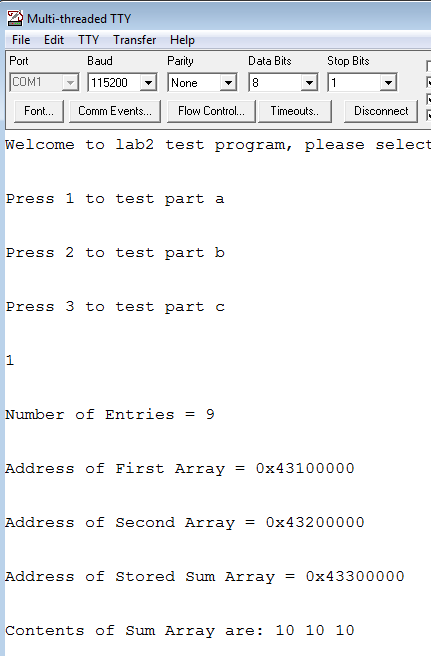 Multi-threaded TTY
File Edit TTY Transfer Help
Port Baud Parity Data Bits Stop Bits
COM1 115200 None 8 1
Font... Comm Events... Flow Control... Timeouts.. Disconnect
Welcome to lab2 test program, please select
Press 1 to test part a
Press 2 to test part b
Press 3 to test part c
1
Number of Entries = 9
Address of First Array = 0x43100000
Address of Second Array = 0x43200000
Address of Stored Sum Array = 0x43300000
Contents of Sum Array are: 10 10 10